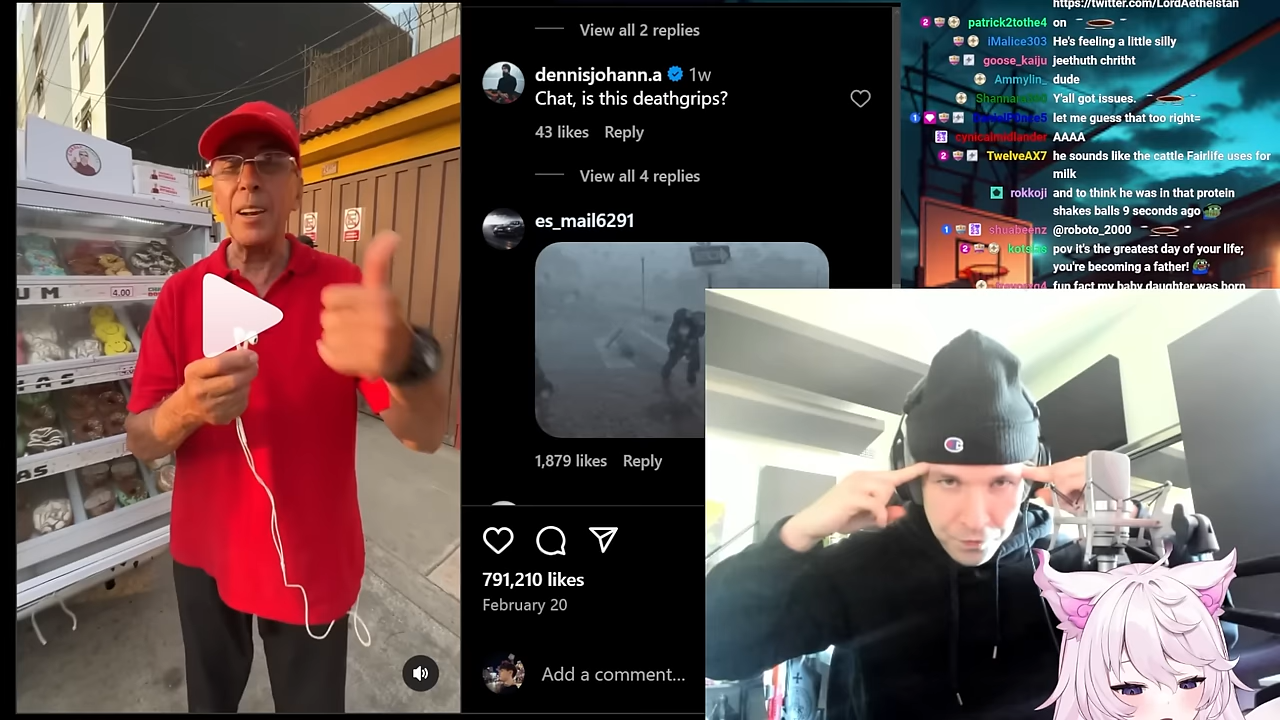 View all 2 replies
dennisjohann.a 1w
Chat, is this deathgrips?
43 likes Reply
View all 4 replies
es_mail6291
1,879 likes Reply
791,210 likes
February 20
Add a comment...
4.00
https://twitter.com/LordAethelstan
patrick2tothe4 on
iMalice303 He's feeling a little silly
goose_kaiju jeethuth chritht
Ammylin_ dude
Y'all got issues.
let me guess that too right=
cynicalmudlander AAAA
TwelveAX7 he sounds like the cattle Fairlife uses for
milk
rokkoji and to think he was in that protein
shakes balls 9 seconds ago
shuabeenz @roboto_2000
pov it's the greatest day of your life;
you're becoming a father!
fun fact my baby daughter was born